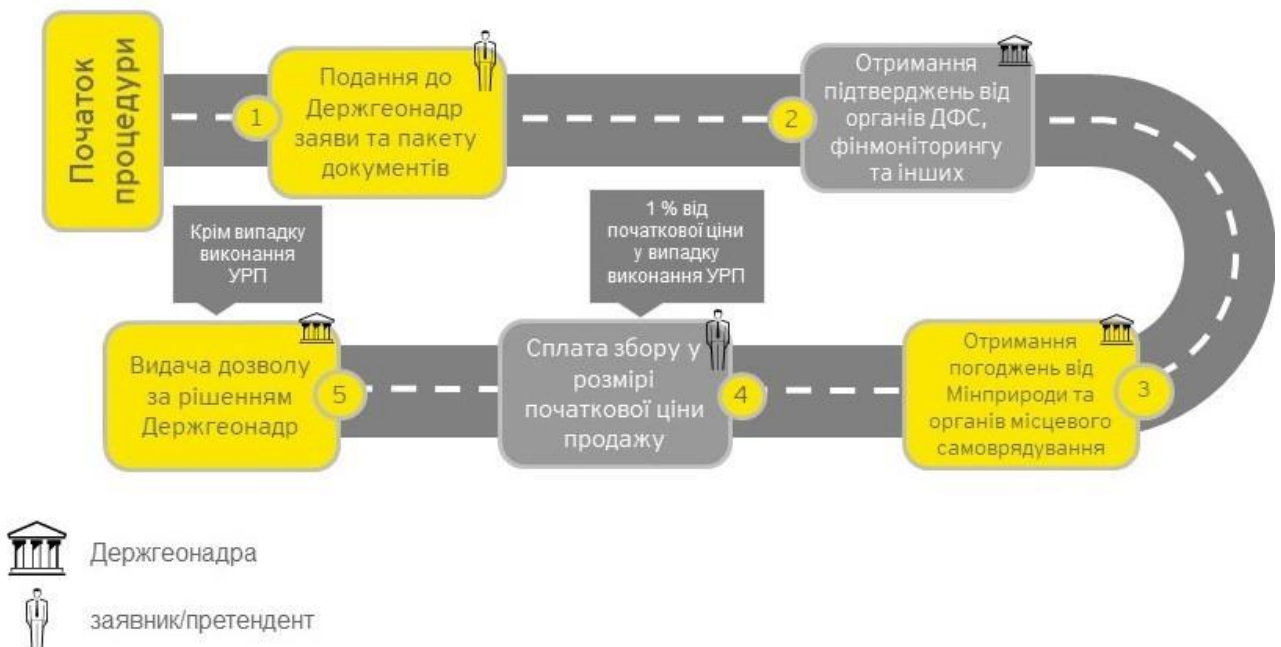 Початок
процедури
1
Подання до
Держгеонадр
заяви та пакету
документів
2
Отримання
підтверджень від
органів ДФС,
фінмоніторингу
та інших
Отримання
погоджень від
Мінприроди та
органів місцевого
самоврядування
3
1 % від
початкової ціни
у випадку
виконання УРП
Сплата збору у
розмірі
початкової ціни
продажу
4
Крім випадку
виконання
УРП
Видача дозволу
за рішенням
Держгеонадр
5
Держгеонадра
заявник/претендент